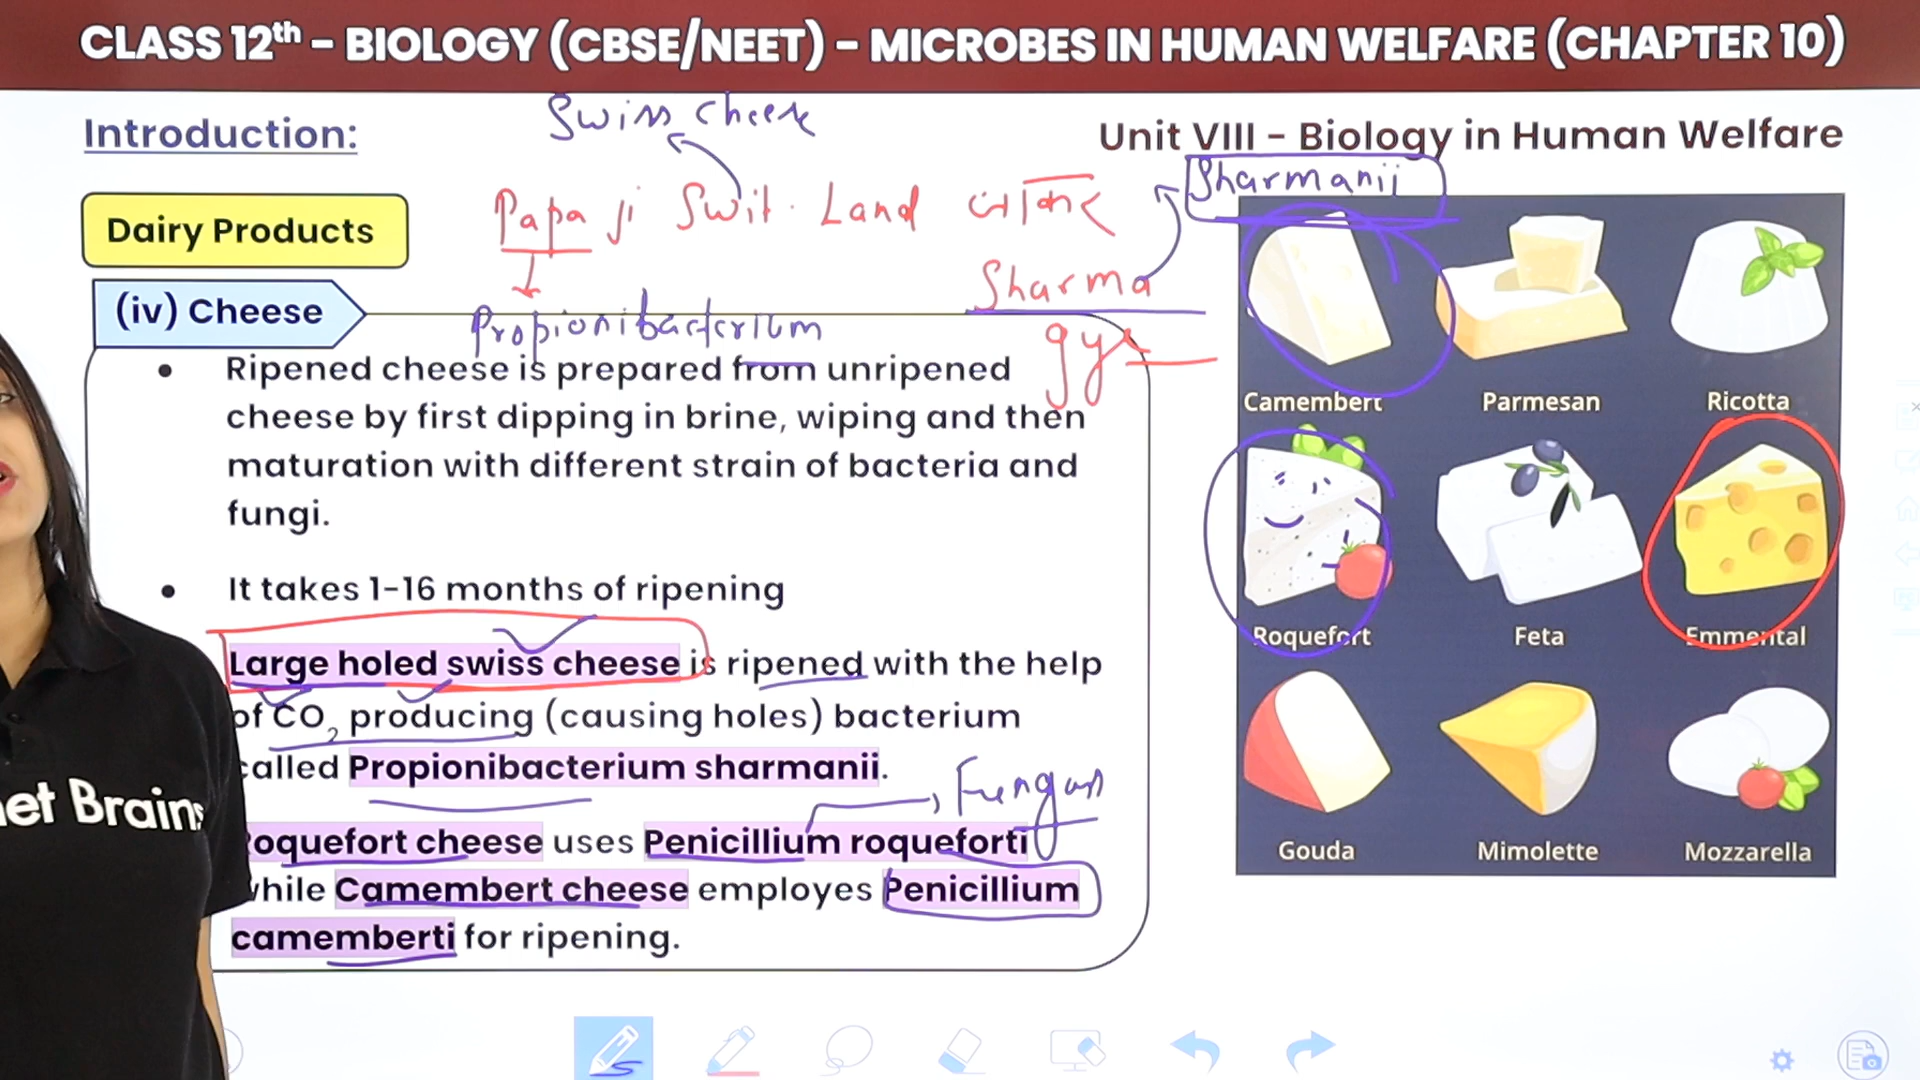 CLASS 12th - BIOLOGY (CBSE/NEET) - MICROBES IN HUMAN WELFARE (CHAPTER 10)
Introduction:
Swiss cheese
Unit VIII - Biology in Human Welfare
Sharmanii
Papa ji Swit. Land जाकर
Dairy Products
Sharma
(iv) Cheese
Propionibacterium
gye
• Ripened cheese is prepared from unripened
cheese by first dipping in brine, wiping and then
maturation with different strain of bacteria and
fungi.
• It takes 1-16 months of ripening
Large holed swiss cheese is ripened with the help
of CO2 producing (causing holes) bacterium
called Propionibacterium sharmanii.
Fungus
oquefort cheese uses Penicillium roqueforti
while Camembert cheese employes Penicillium
camemberti for ripening.
Camembert Parmesan Ricotta
Roquefort Feta Emmental
Gouda Mimolette Mozzarella
net Brains